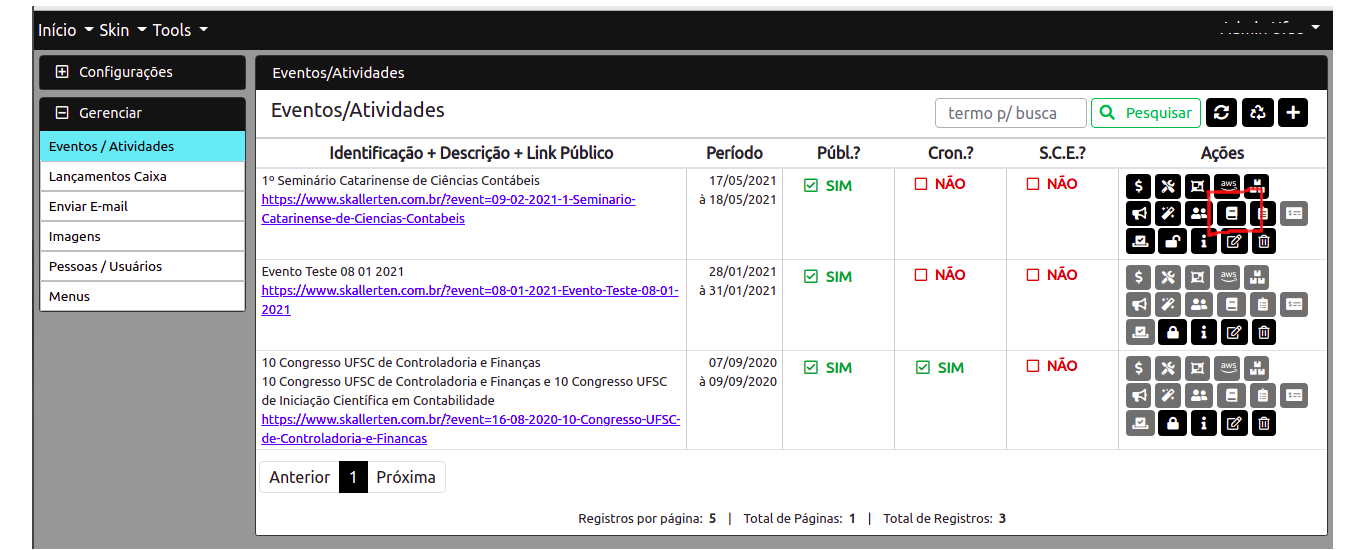 Início Skin Tools
Configurações
Gerenciar
Eventos / Atividades
Lançamentos Caixa
Enviar E-mail
Imagens
Pessoas / Usuários
Menus
Eventos/Atividades
Eventos/Atividades
termo p/ busca Pesquisar
Identificação + Descrição + Link Público Período Públ.? Cron.? S.C.E.? Ações
1º Seminário Catarinense de Ciências Contábeis 17/05/2021 SIM NÃO NÃO $ aws
https://www.skallerten.com.br/?event=09-02-2021-1-Seminario- à 18/05/2021
Catarinense-de-Ciencias-Contabeis
Evento Teste 08 01 2021 28/01/2021 SIM NÃO NÃO $ aws
https://www.skallerten.com.br/?event=08-01-2021-Evento-Teste-08-01- à 31/01/2021
2021
10 Congresso UFSC de Controladoria e Finanças 07/09/2020 SIM SIM NÃO $ aws
10 Congresso UFSC de Controladoria e Finanças e 10 Congresso UFSC à 09/09/2020
de Iniciação Científica em Contabilidade
https://www.skallerten.com.br/?event=16-08-2020-10-Congresso-UFSC-
de-Controladoria-e-Financas
Anterior 1 Próxima
Registros por página: 5 | Total de Páginas: 1 | Total de Registros: 3